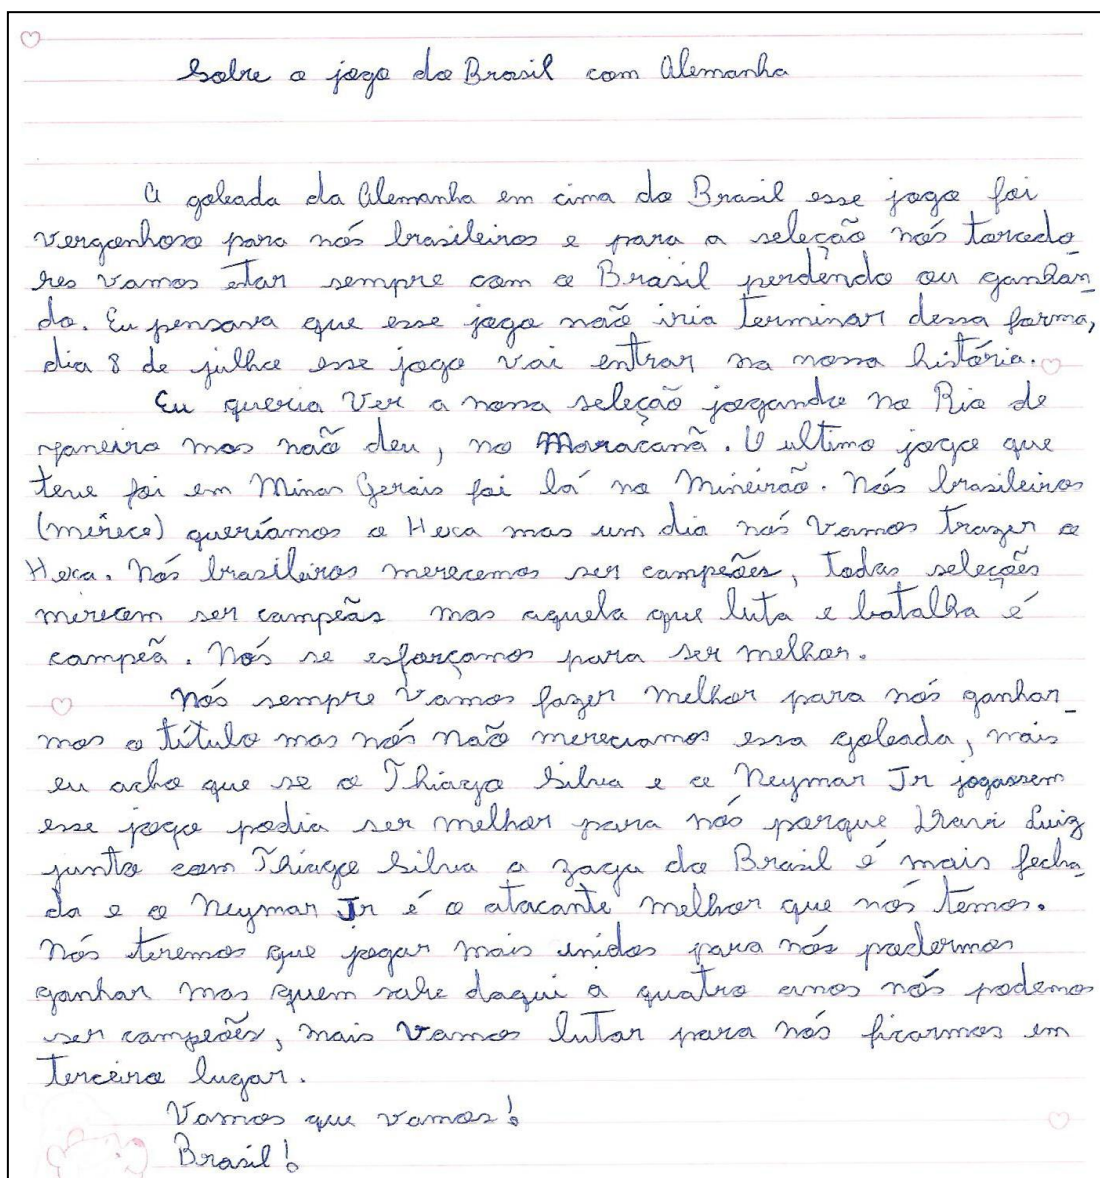 Sobre o jogo do Brasil com Alemanha
A goleada da Alemanha em cima do Brasil esse jogo foi
vergonhoso para nós brasileiros e para a seleção nós torcedo
res vamos estar sempre com o Brasil perdendo ou ganhan
do. Eu pensava que esse jogo não iria terminar dessa forma,
dia 8 de julho esse jogo vai entrar na nossa história.
Eu queria ver a nossa seleção jogando no Rio de
Janeiro mas não deu, no Maracanã. O ultimo jogo que
teve foi em Minas Gerais foi lá no Mineirão. Nós brasileiros
(merece) queríamos o Hexa mas um dia nós vamos trazer o
Hexa. Nós brasileiros merecemos ser campeões, todas seleções
merecem ser campeãs mas aquela que luta e batalha é
campeã. Nós se esforçamos para ser melhor.
Nós sempre vamos fazer melhor para nós ganhar_
mos o título mas nós não mereciamos essa goleada, mais
eu acho que se o Thiago Silva e o Neymar Jr jogassem
esse jogo podia ser melhor para nós porque Davi Luiz
junto com Thiago Silva a zagu do Brasil é mais fecha_
da e o Neymar Jr é o atacante melhor que nós temos.
Nós teremos que jogar mais unidos para nós podermos
ganhar mas quem sabe daqui a quatro anos nós podemos
ser campeões, mais vamos lutar para nós ficarmos em
terceiro lugar.
Vamos que vamos!
Brasil!